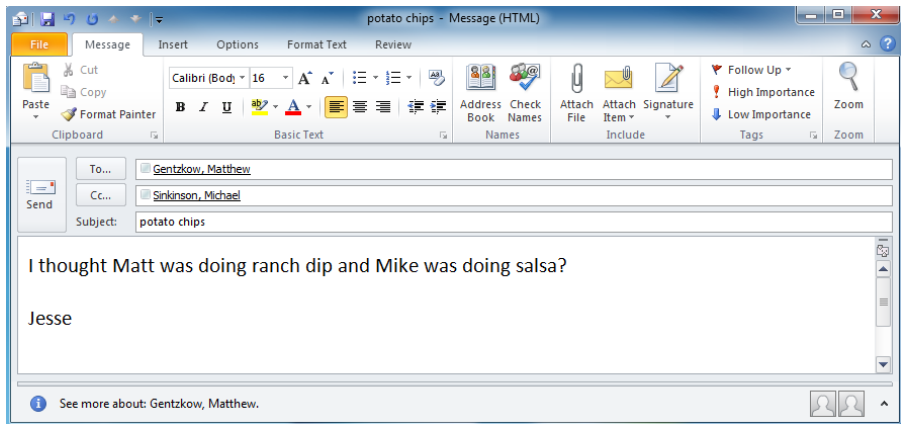 potato chips - Message (HTML)
File Message Insert Options Format Text Review
Paste
Cut
Copy
Format Painter
Clipboard
Calibri (Body 16 A A
B I U ab A
Basic Text
Address Book
Check Names
Names
Attach File
Attach Item
Signature
Include
Follow Up
High Importance
Low Importance
Tags
Zoom
Zoom
Send
To... Gentzkow, Matthew
Cc... Sinkinson, Michael
Subject: potato chips
I thought Matt was doing ranch dip and Mike was doing salsa?
Jesse
See more about: Gentzkow, Matthew.